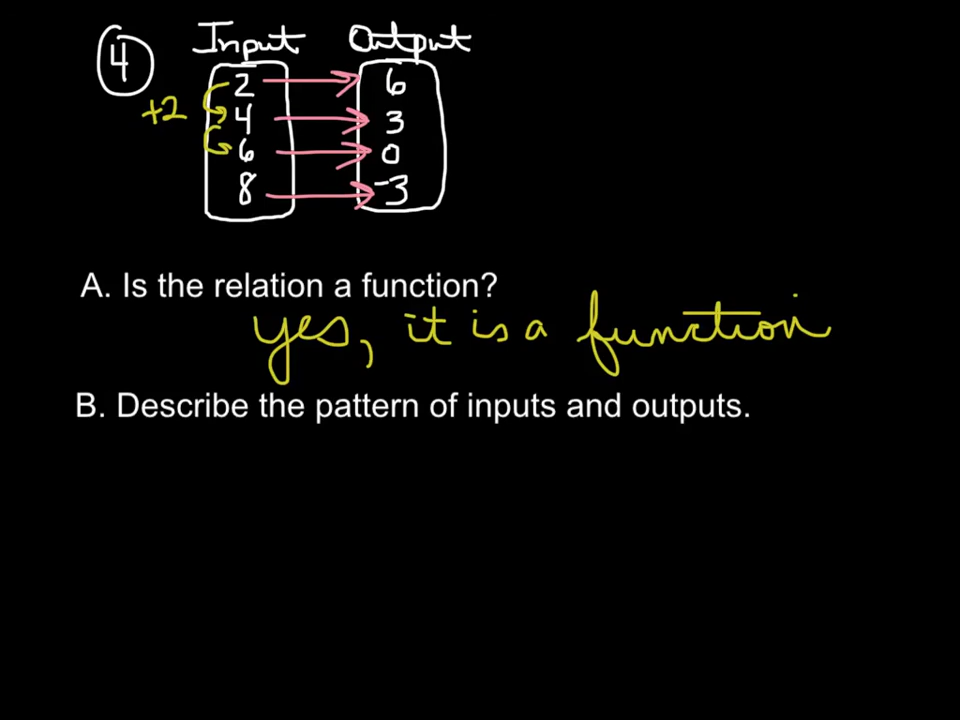 4 Input Output
2 6
+2 4 3
6 0
8 -3
A. Is the relation a function?
yes, it is a function
B. Describe the pattern of inputs and outputs.